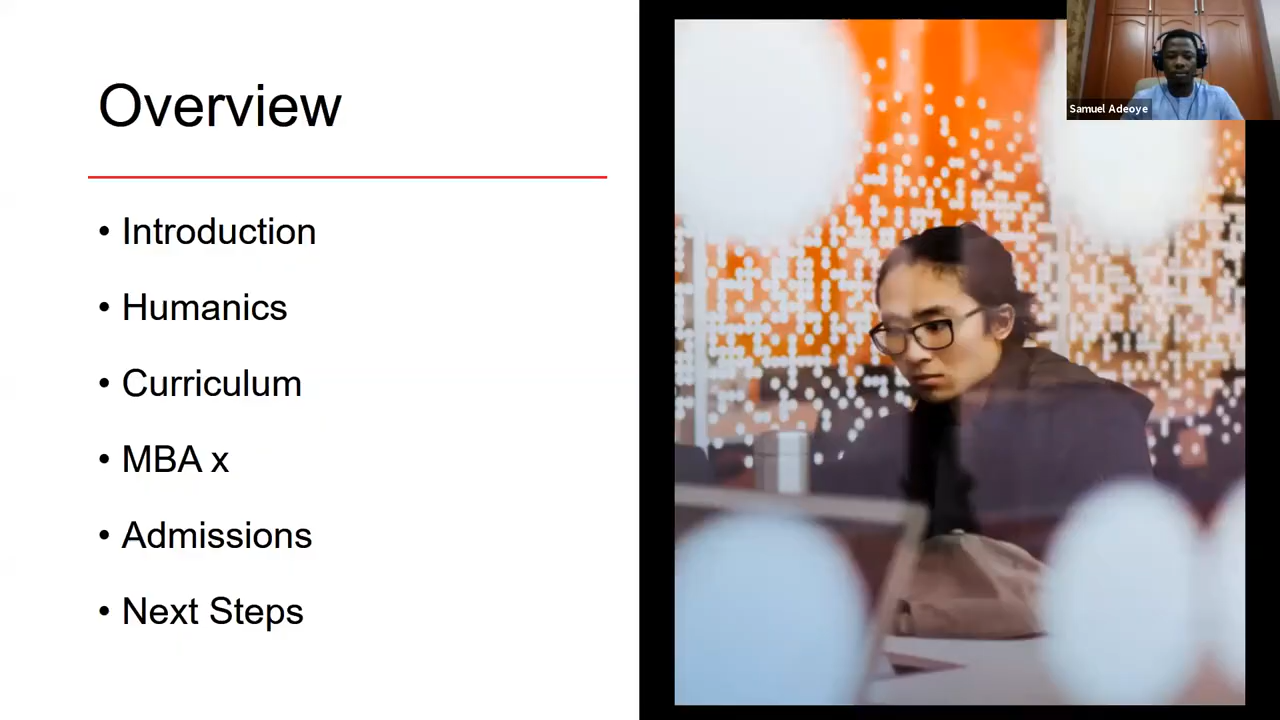 Overview
• Introduction
• Humanics
• Curriculum
• MBA x
• Admissions
• Next Steps
Samuel Adeoye